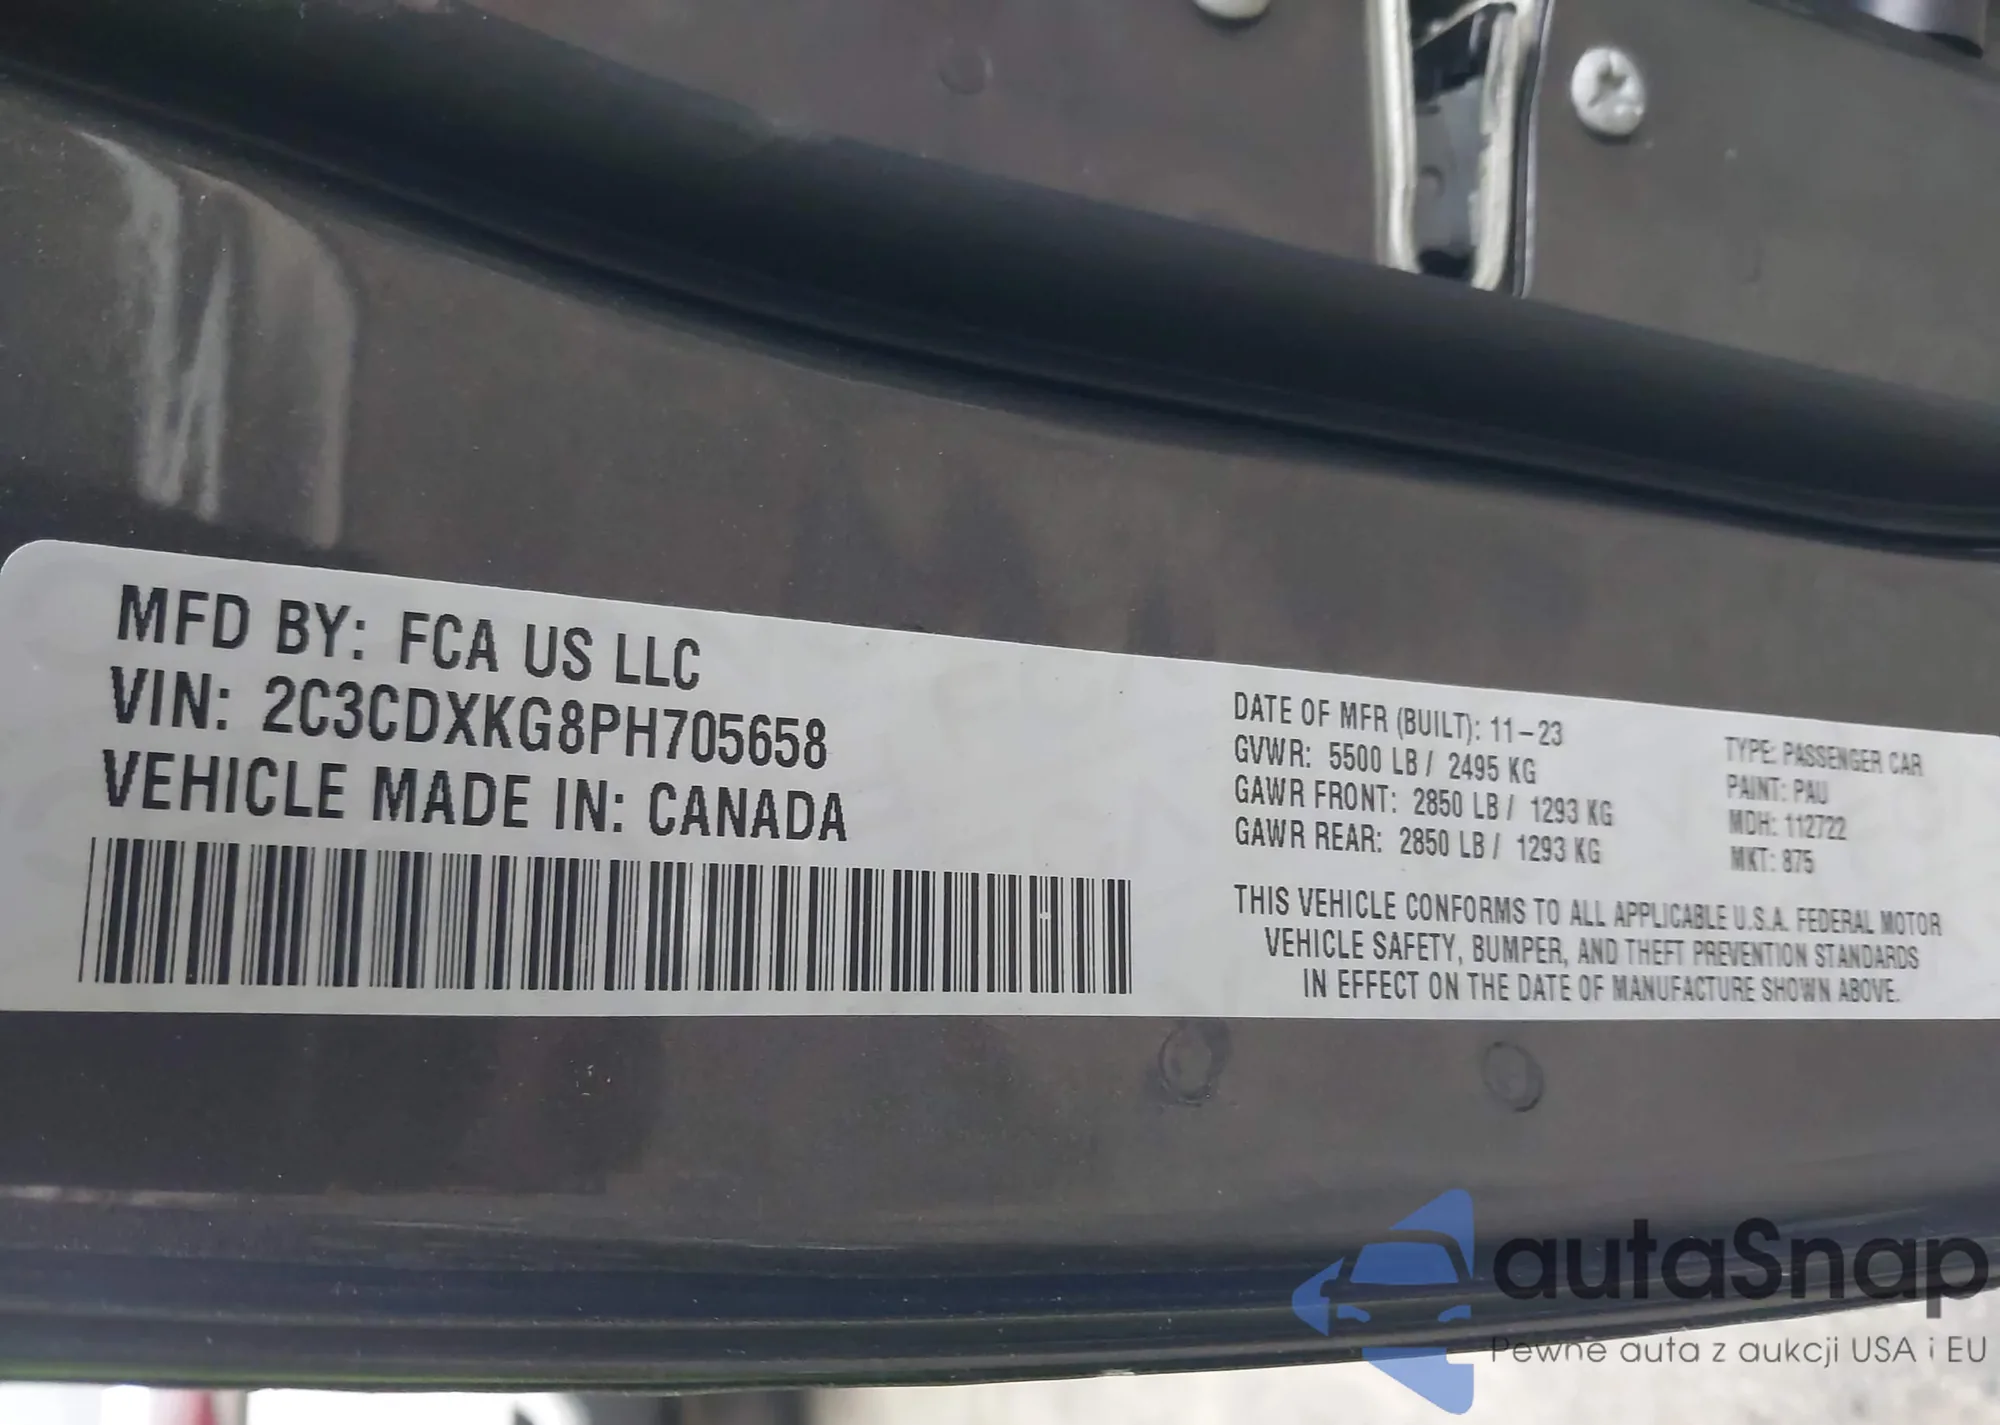 MFD BY: FCA US LLC
VIN: 2C3CDXKG8PH705658
VEHICLE MADE IN: CANADA
DATE OF MFR (BUILT): 11-23
GVWR: 5500 LB / 2495 KG
GAWR FRONT: 2850 LB / 1293 KG
GAWR REAR: 2850 LB / 1293 KG
TYPE: PASSENGER CAR
PAINT: PAU
MDH: 112722
MKT: 875
THIS VEHICLE CONFORMS TO ALL APPLICABLE U.S.A. FEDERAL MOTOR
VEHICLE SAFETY, BUMPER, AND THEFT PREVENTION STANDARDS
IN EFFECT ON THE DATE OF MANUFACTURE SHOWN ABOVE.
autaSnap
Pewne auta z aukcji USA i EU